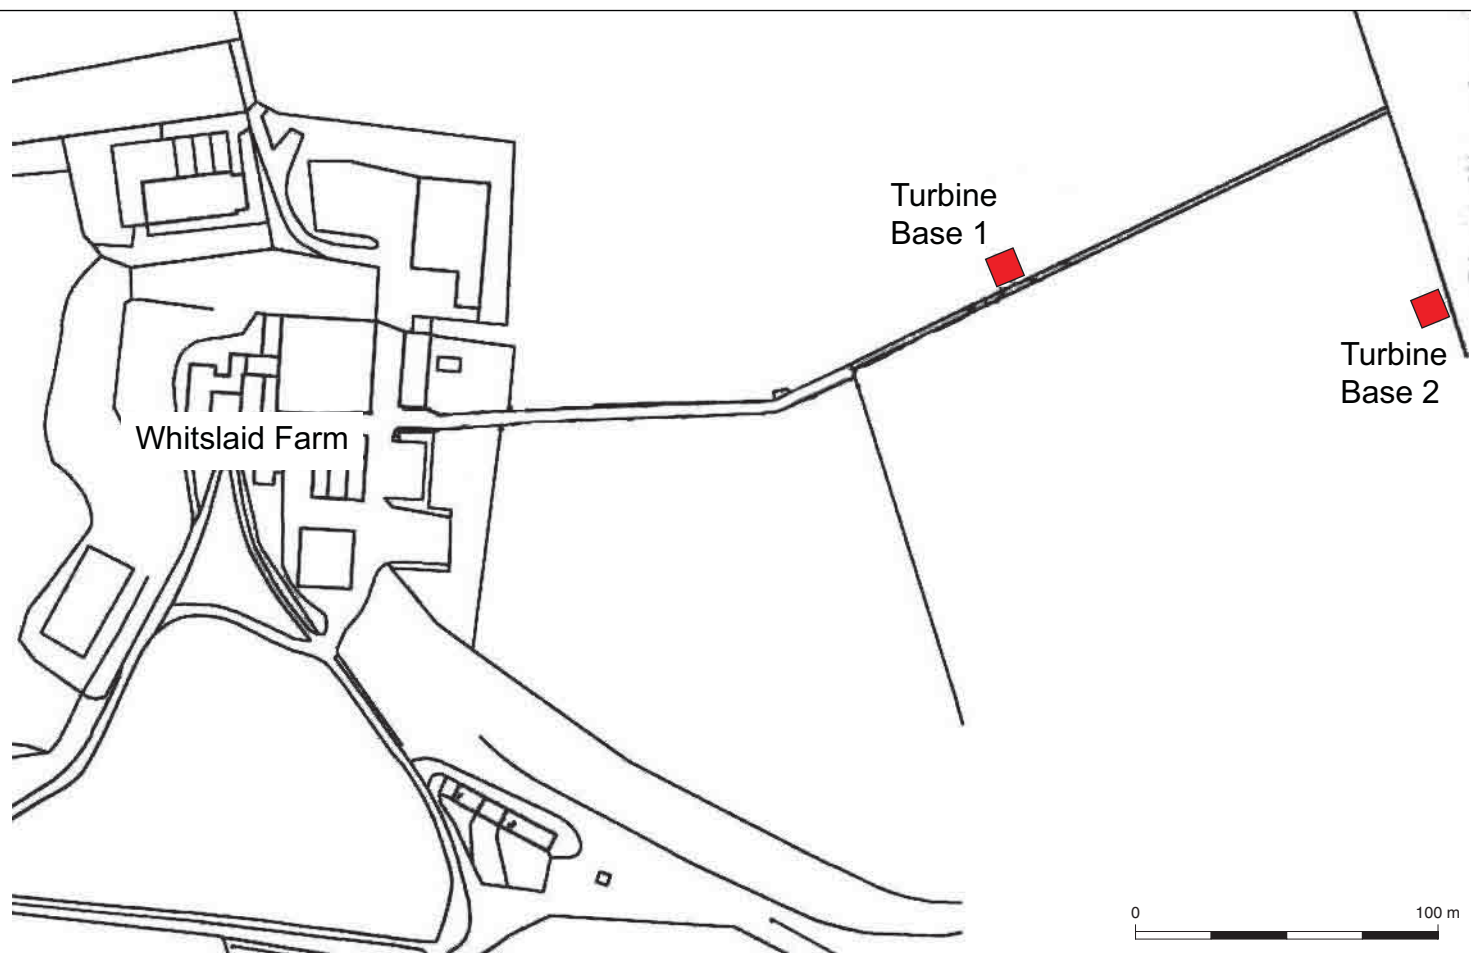 Turbine
Base 1
Turbine
Base 2
Whitslaid Farm
0
100 m